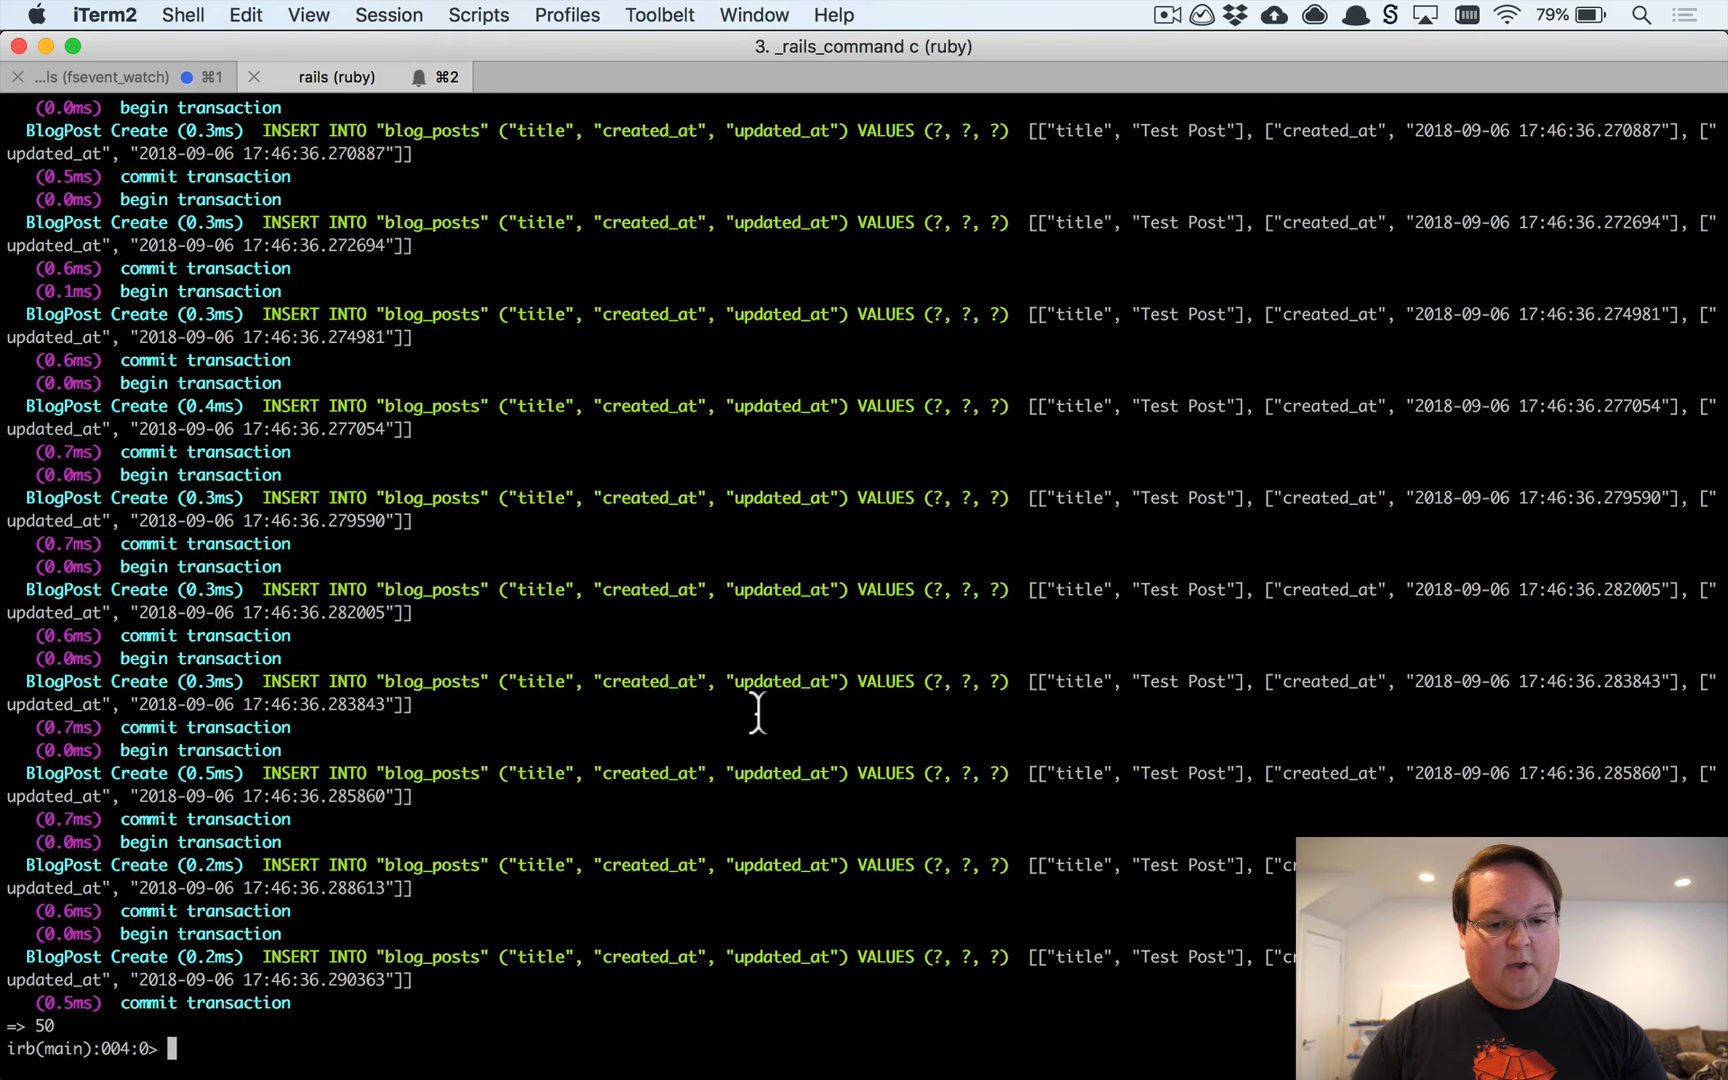 iTerm2 Shell Edit View Session Scripts Profiles Toolbelt Window Help 79%
3. _rails_command c (ruby)
...ls (fsevent_watch) ⌘1 rails (ruby) ⌘2
(0.0ms) begin transaction
BlogPost Create (0.3ms) INSERT INTO "blog_posts" ("title", "created_at", "updated_at") VALUES (?, ?, ?) [["title", "Test Post"], ["created_at", "2018-09-06 17:46:36.270887"], ["
updated_at", "2018-09-06 17:46:36.270887"]]
(0.5ms) commit transaction
(0.0ms) begin transaction
BlogPost Create (0.3ms) INSERT INTO "blog_posts" ("title", "created_at", "updated_at") VALUES (?, ?, ?) [["title", "Test Post"], ["created_at", "2018-09-06 17:46:36.272694"], ["
updated_at", "2018-09-06 17:46:36.272694"]]
(0.6ms) commit transaction
(0.1ms) begin transaction
BlogPost Create (0.3ms) INSERT INTO "blog_posts" ("title", "created_at", "updated_at") VALUES (?, ?, ?) [["title", "Test Post"], ["created_at", "2018-09-06 17:46:36.274981"], ["
updated_at", "2018-09-06 17:46:36.274981"]]
(0.6ms) commit transaction
(0.0ms) begin transaction
BlogPost Create (0.4ms) INSERT INTO "blog_posts" ("title", "created_at", "updated_at") VALUES (?, ?, ?) [["title", "Test Post"], ["created_at", "2018-09-06 17:46:36.277054"], ["
updated_at", "2018-09-06 17:46:36.277054"]]
(0.7ms) commit transaction
(0.0ms) begin transaction
BlogPost Create (0.3ms) INSERT INTO "blog_posts" ("title", "created_at", "updated_at") VALUES (?, ?, ?) [["title", "Test Post"], ["created_at", "2018-09-06 17:46:36.279590"], ["
updated_at", "2018-09-06 17:46:36.279590"]]
(0.7ms) commit transaction
(0.0ms) begin transaction
BlogPost Create (0.3ms) INSERT INTO "blog_posts" ("title", "created_at", "updated_at") VALUES (?, ?, ?) [["title", "Test Post"], ["created_at", "2018-09-06 17:46:36.282005"], ["
updated_at", "2018-09-06 17:46:36.282005"]]
(0.6ms) commit transaction
(0.0ms) begin transaction
BlogPost Create (0.3ms) INSERT INTO "blog_posts" ("title", "created_at", "updated_at") VALUES (?, ?, ?) [["title", "Test Post"], ["created_at", "2018-09-06 17:46:36.283843"], ["
updated_at", "2018-09-06 17:46:36.283843"]]
(0.7ms) commit transaction
(0.0ms) begin transaction
BlogPost Create (0.5ms) INSERT INTO "blog_posts" ("title", "created_at", "updated_at") VALUES (?, ?, ?) [["title", "Test Post"], ["created_at", "2018-09-06 17:46:36.285860"], ["
updated_at", "2018-09-06 17:46:36.285860"]]
(0.7ms) commit transaction
(0.0ms) begin transaction
BlogPost Create (0.2ms) INSERT INTO "blog_posts" ("title", "created_at", "updated_at") VALUES (?, ?, ?) [["title", "Test Post"], ["c
updated_at", "2018-09-06 17:46:36.288613"]]
(0.6ms) commit transaction
(0.0ms) begin transaction
BlogPost Create (0.2ms) INSERT INTO "blog_posts" ("title", "created_at", "updated_at") VALUES (?, ?, ?) [["title", "Test Post"], ["c
updated_at", "2018-09-06 17:46:36.290363"]]
(0.5ms) commit transaction
=> 50
irb(main):004:0>